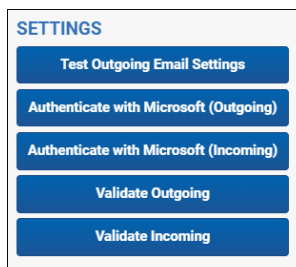 SETTINGS
Test Outgoing Email Settings
Authenticate with Microsoft (Outgoing)
Authenticate with Microsoft (Incoming)
Validate Outgoing
Validate Incoming